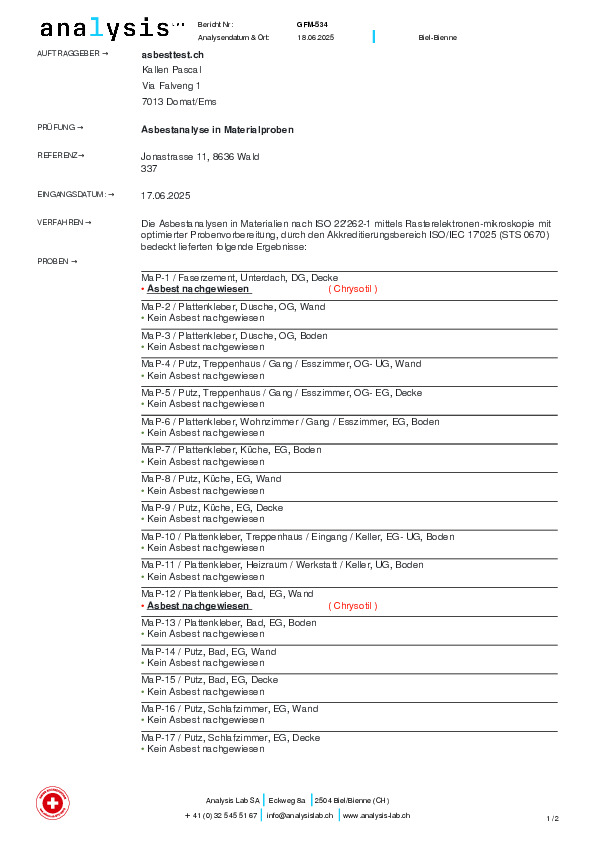 analysis
Bericht Nr: GFM-534
Analysendatum & Ort: 18.06.2025 Biel-Bienne
AUFTRAGGEBER → asbesttest.ch
Kallen Pascal
Via Falveng 1
7013 Domat/Ems
PRÜFUNG → Asbestanalyse in Materialproben
REFERENZ → Jonastrasse 11, 8636 Wald
337
EINGANGSDATUM: → 17.06.2025
VERFAHREN → Die Asbestanalysen in Materialien nach ISO 22'262-1 mittels Rasterelektronen-mikroskopie mit
optimierter Probenvorbereitung, durch den Akkreditierungsbereich ISO/IEC 17'025 (STS 0670)
bedeckt lieferten folgende Ergebnisse:
PROBEN →
MaP-1 / Faserzement, Unterdach, DG, Decke
• Asbest nachgewiesen ( Chrysotil )
MaP-2 / Plattenkleber, Dusche, OG, Wand
• Kein Asbest nachgewiesen
MaP-3 / Plattenkleber, Dusche, OG, Boden
• Kein Asbest nachgewiesen
MaP-4 / Putz, Treppenhaus / Gang / Esszimmer, OG- UG, Wand
• Kein Asbest nachgewiesen
MaP-5 / Putz, Treppenhaus / Gang / Esszimmer, OG- EG, Decke
• Kein Asbest nachgewiesen
MaP-6 / Plattenkleber, Wohnzimmer / Gang / Esszimmer, EG, Boden
• Kein Asbest nachgewiesen
MaP-7 / Plattenkleber, Küche, EG, Boden
• Kein Asbest nachgewiesen
MaP-8 / Putz, Küche, EG, Wand
• Kein Asbest nachgewiesen
MaP-9 / Putz, Küche, EG, Decke
• Kein Asbest nachgewiesen
MaP-10 / Plattenkleber, Treppenhaus / Eingang / Keller, EG- UG, Boden
• Kein Asbest nachgewiesen
MaP-11 / Plattenkleber, Heizraum / Werkstatt / Keller, UG, Boden
• Kein Asbest nachgewiesen
MaP-12 / Plattenkleber, Bad, EG, Wand
• Asbest nachgewiesen ( Chrysotil )
MaP-13 / Plattenkleber, Bad, EG, Boden
• Kein Asbest nachgewiesen
MaP-14 / Putz, Bad, EG, Wand
• Kein Asbest nachgewiesen
MaP-15 / Putz, Bad, EG, Decke
• Kein Asbest nachgewiesen
MaP-16 / Putz, Schlafzimmer, EG, Wand
• Kein Asbest nachgewiesen
MaP-17 / Putz, Schlafzimmer, EG, Decke
• Kein Asbest nachgewiesen
Analysis Lab SA Eckweg 8a 2504 Biel/Bienne (CH)
+ 41 (0) 32 545 51 67 info@analysislab.ch www.analysis-lab.ch
1 / 2